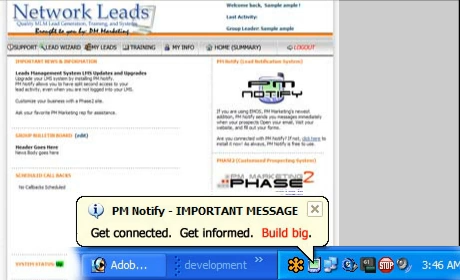 Network Leads
Quality MLM Lead Generation, Training, and Systems
Brought to you by: PM Marketing
Welcome back, Sample ample !
Last Activity:
Group Leader: Sample ample!
SUPPORT LEAD WIZARD MY LEADS TRAINING MY INFO HOME (SUMMARY) LOGOUT
IMPORTANT NEWS & INFORMATION
Leads Management System LMS Updates and Upgrades
Upgrade your LMS system by installing PM Notify.
PM Notify allows you to have split second access to your
lead activity, even when you are not logged into your LMS.
Customize your business with a Phase2 site.
Ask your favorite PM Marketing rep for assistance.
GROUP BULLETIN BOARD (edit)
Header Goes Here
News Body goes here
SCHEDULED CALL BACKS
No Callbacks Scheduled
SYSTEM STATUS:
PM Notify (Lead Notification System)
PM
NOTIFY
If you are using EMOS, PM Marketing's newest
addition, PM Notify sends you messages immediately
when your prospects Open your email, Visit your
website, and fill out your forms.
Are you connected with PM Notify? If not, click here to
install it now! As always, PM Notify is free to use.
PHASE2 (Customized Prospecting System)
PM MARKETING
PHASE2
PM Notify - IMPORTANT MESSAGE
Get connected. Get informed. Build big.
Adob... development » STOP 3:46 AM